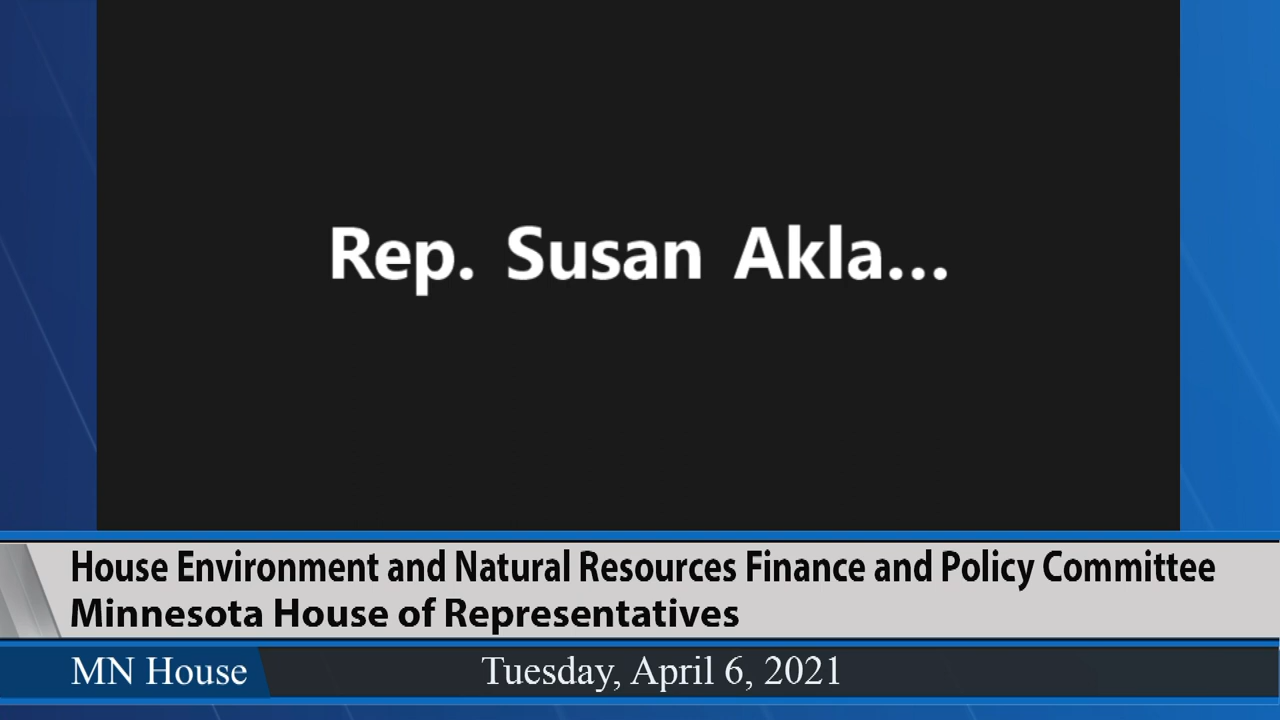 Rep. Susan Akla...
House Environment and Natural Resources Finance and Policy Committee
Minnesota House of Representatives
MN House
Tuesday, April 6, 2021